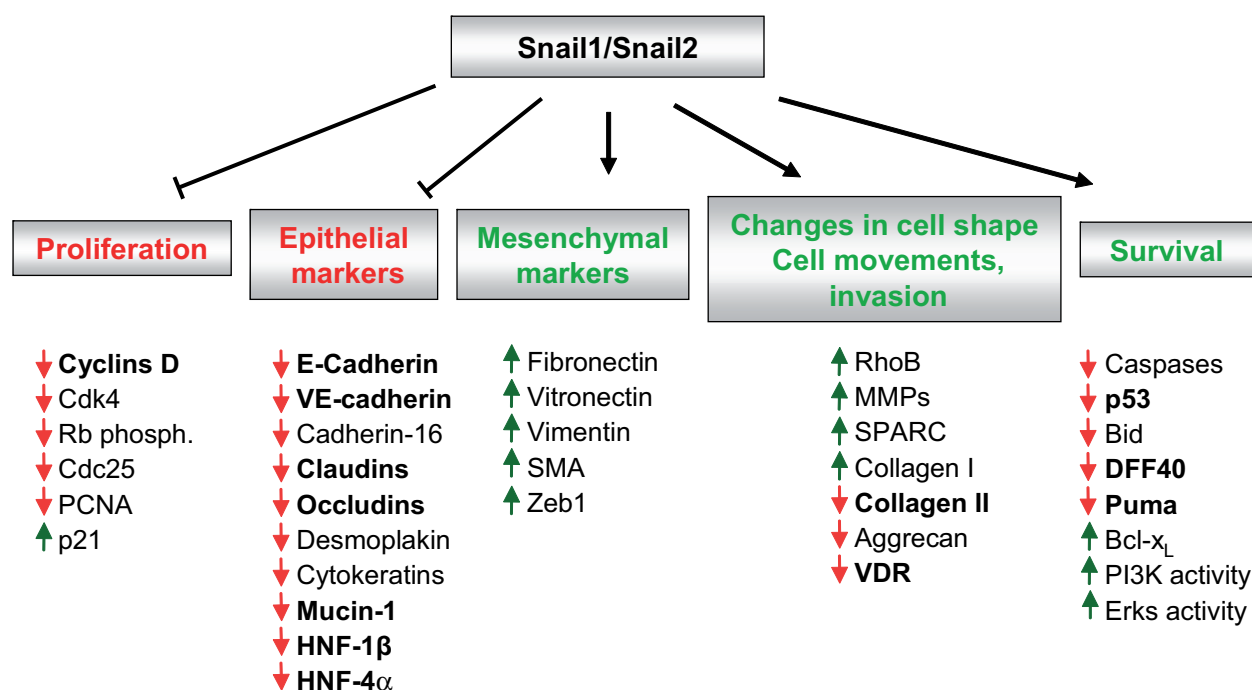 Snail1/Snail2
Proliferation
Cyclins D
Cdk4
Rb phosph.
Cdc25
PCNA
p21
Epithelial
markers
E-Cadherin
VE-cadherin
Cadherin-16
Claudins
Occludins
Desmoplakin
Cytokeratins
Mucin-1
HNF-1β
HNF-4α
Mesenchymal
markers
Fibronectin
Vitronectin
Vimentin
SMA
Zeb1
Changes in cell shape
Cell movements,
invasion
RhoB
MMPs
SPARC
Collagen I
Collagen II
Aggrecan
VDR
Survival
Caspases
p53
Bid
DFF40
Puma
Bcl-xL
PI3K activity
Erks activity